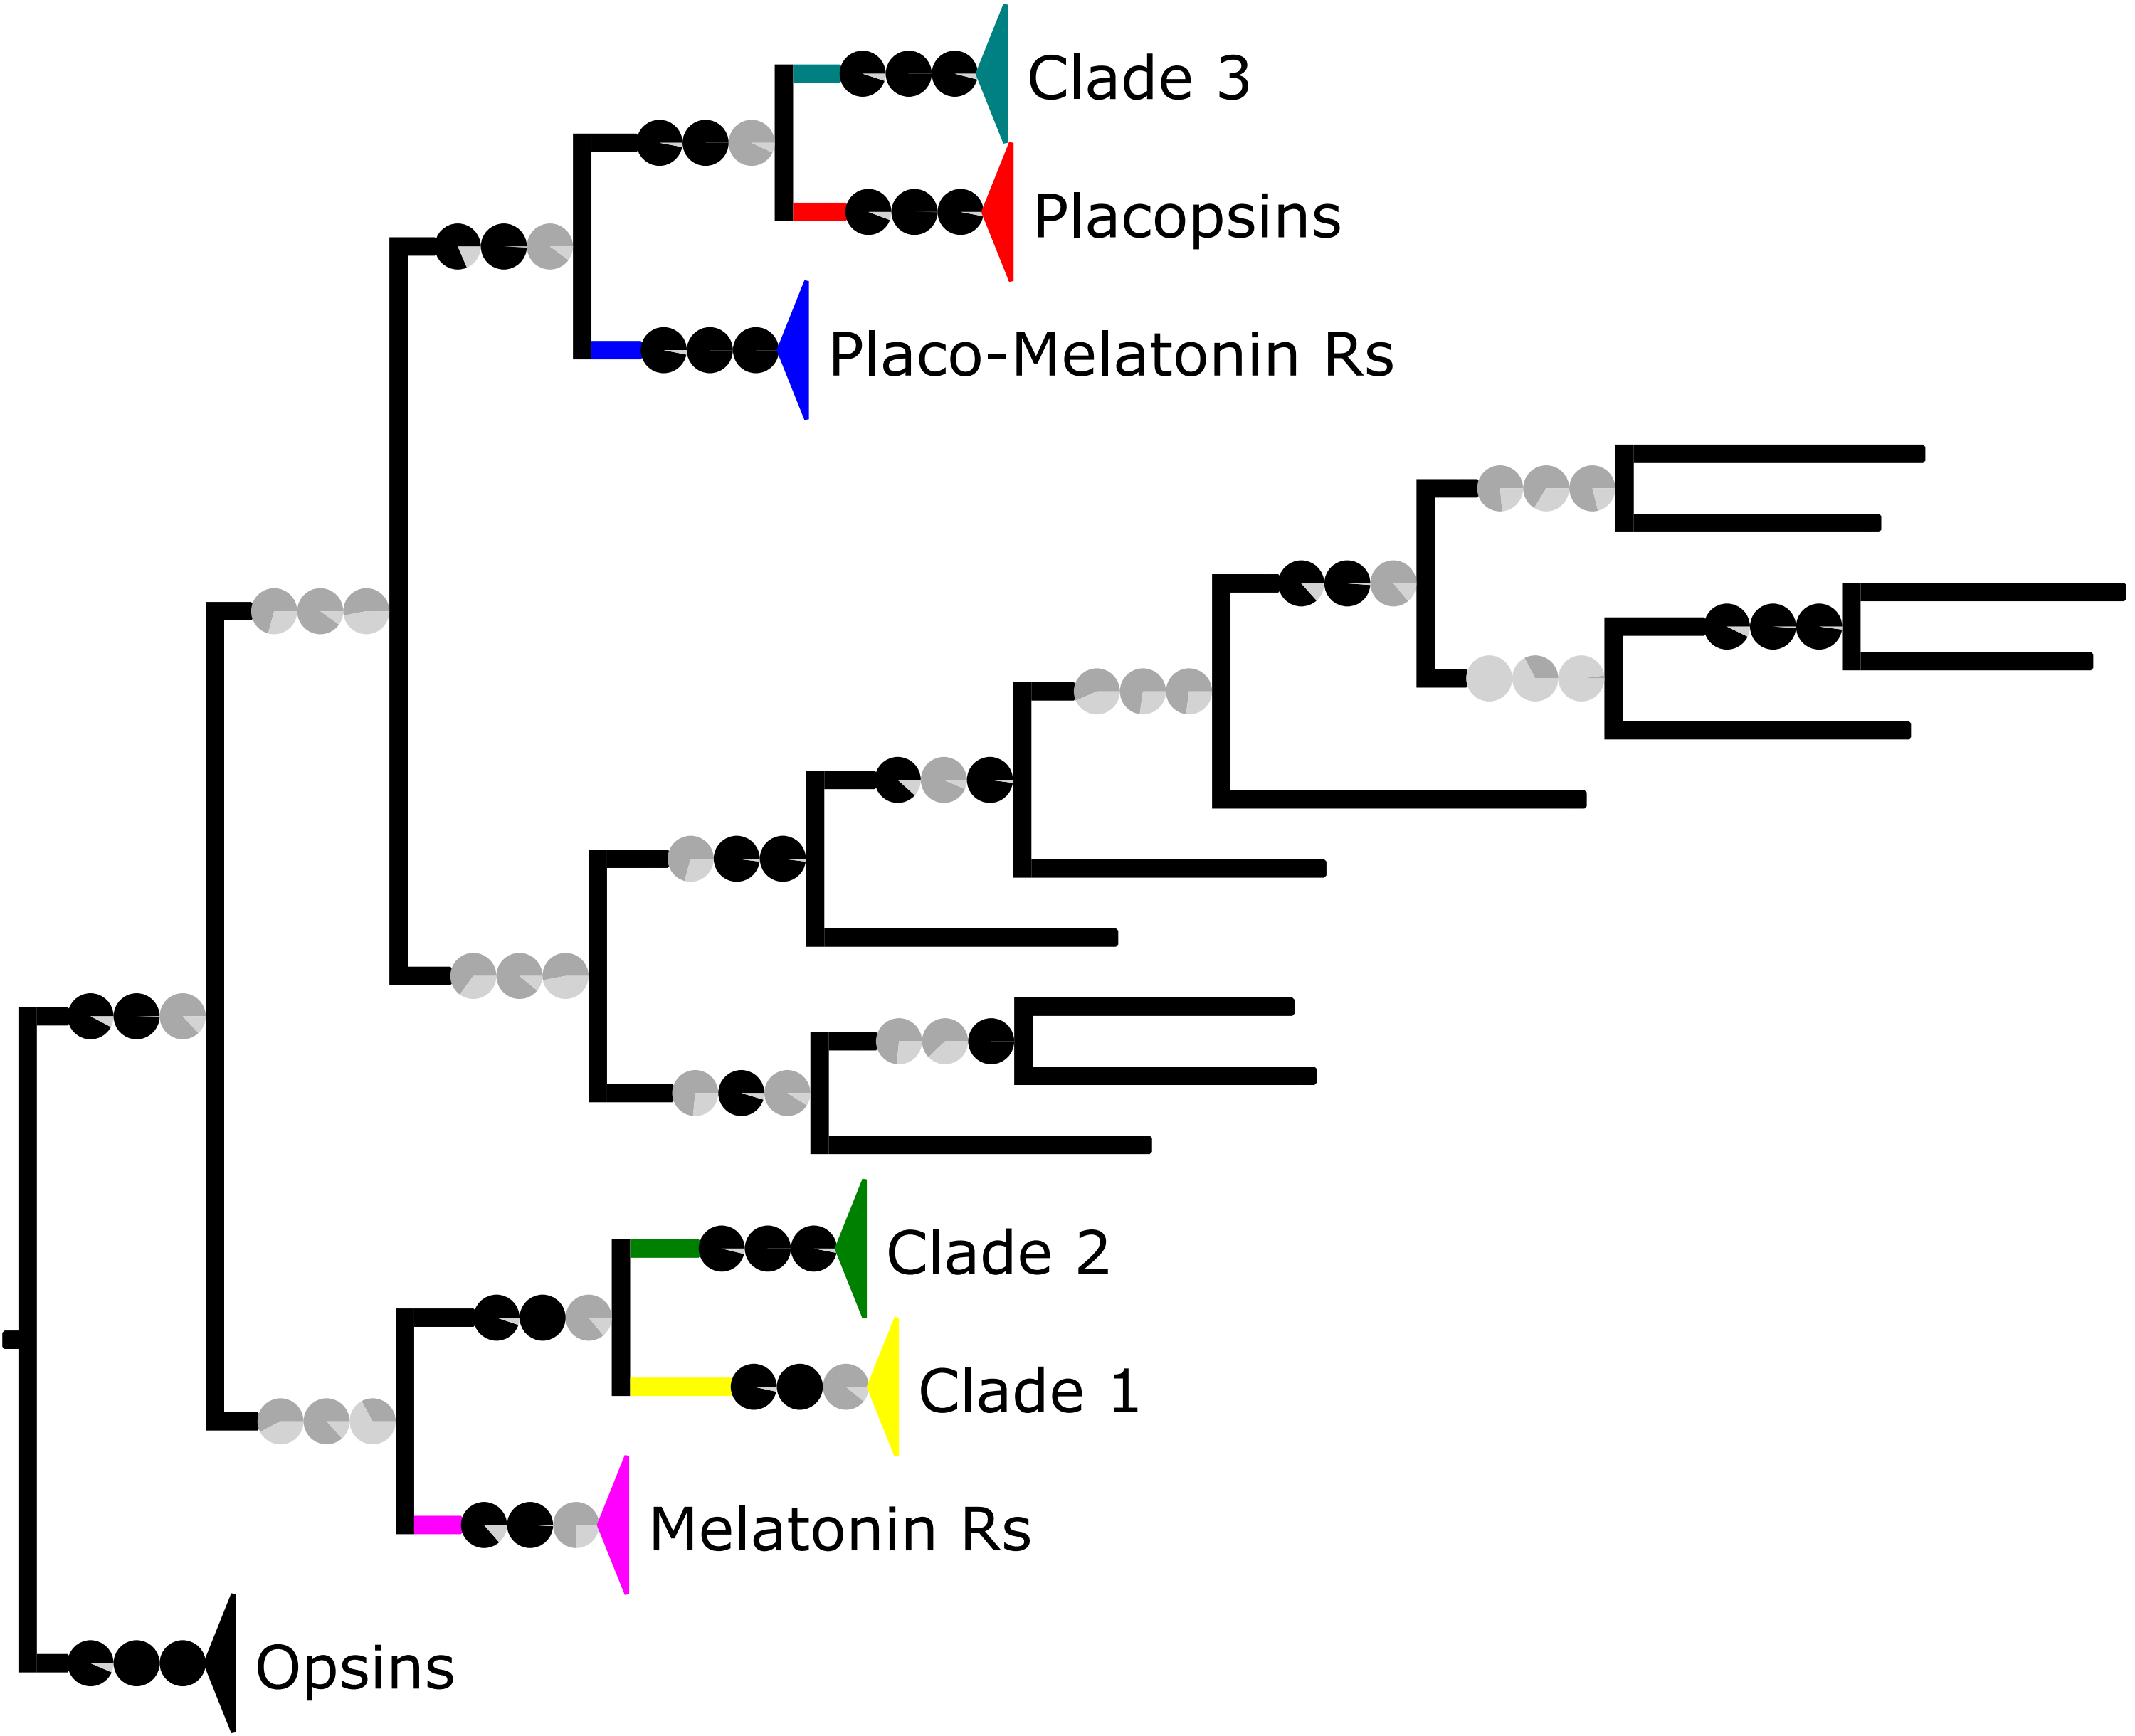 Clade 3
Placopsins
Placo-Melatonin Rs
Clade 2
Clade 1
Melatonin Rs
Opsins